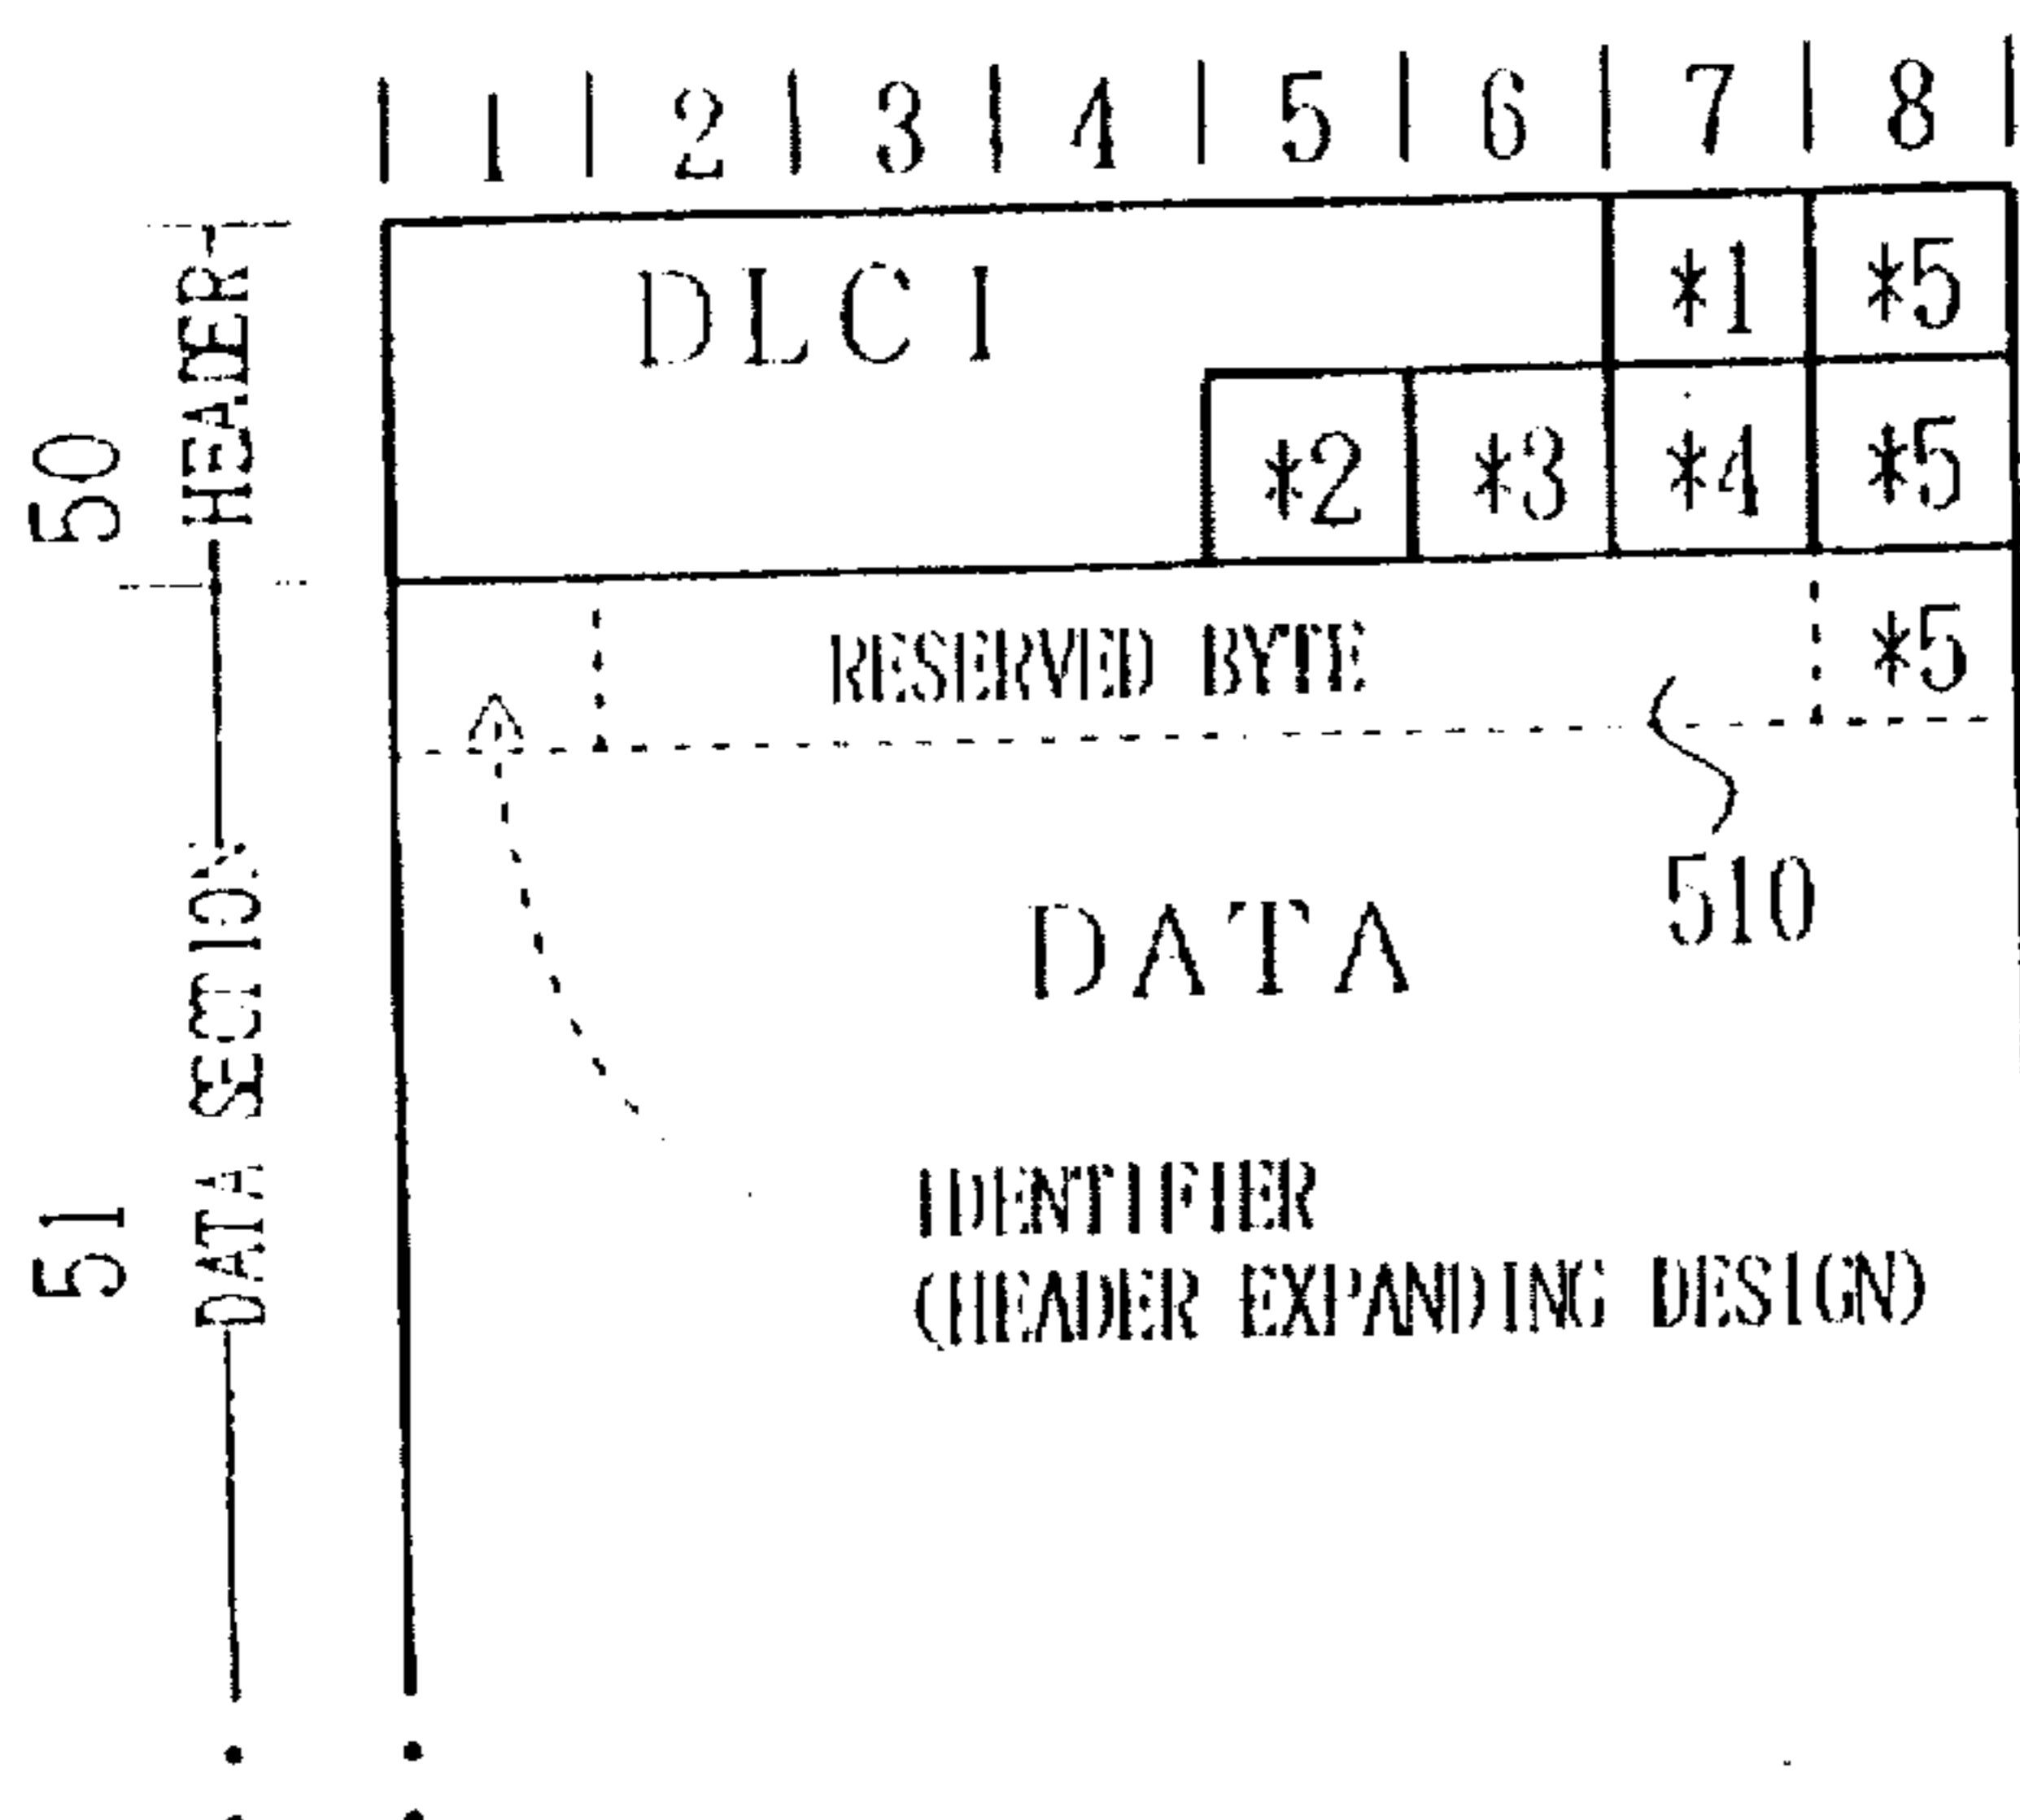 1 2 3 4 5 6 7 8
DLCI *1 *5
*2 *3 *4 *5
50 HEADER
RESERVED BYTE *5
510
DATA
51 DATA SECTION
IDENTIFIER
(HEADER EXPANDING DESIGN)